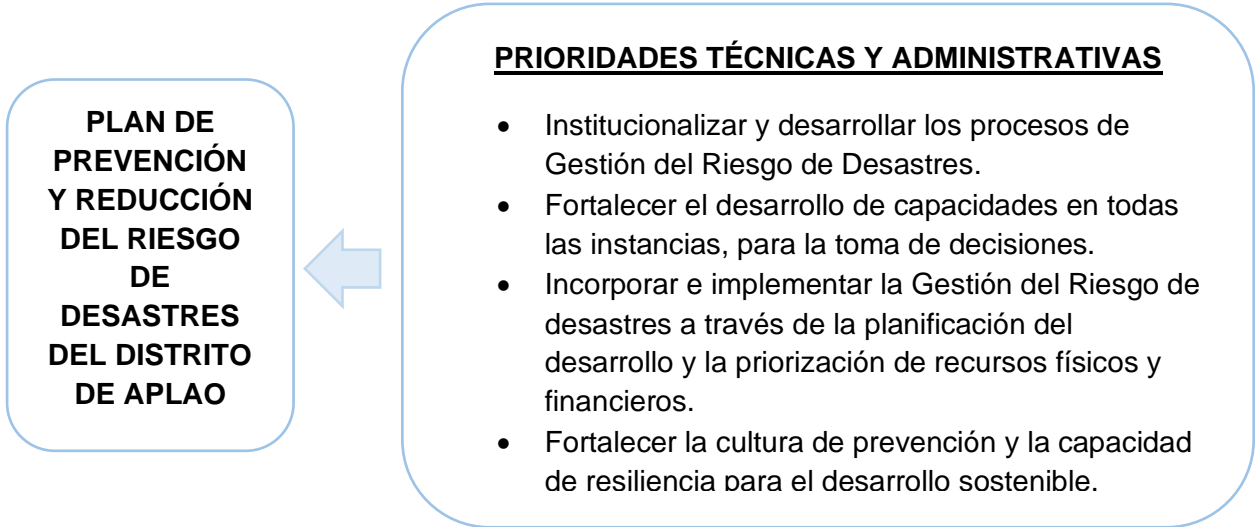 PLAN DE
PREVENCIÓN
Y REDUCCIÓN
DEL RIESGO
DE
DESASTRES
DEL DISTRITO
DE APLAO
PRIORIDADES TÉCNICAS Y ADMINISTRATIVAS
• Institucionalizar y desarrollar los procesos de
Gestión del Riesgo de Desastres.
• Fortalecer el desarrollo de capacidades en todas
las instancias, para la toma de decisiones.
• Incorporar e implementar la Gestión del Riesgo de
desastres a través de la planificación del
desarrollo y la priorización de recursos físicos y
financieros.
• Fortalecer la cultura de prevención y la capacidad
de resiliencia para el desarrollo sostenible.